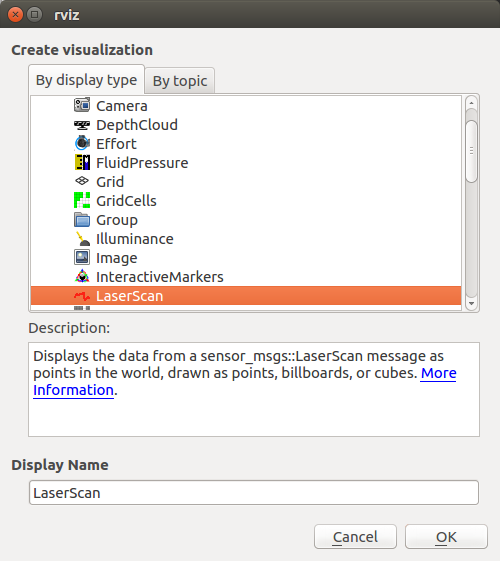 rviz
Create visualization
By display type
By topic
Camera
DepthCloud
Effort
FluidPressure
Grid
GridCells
Group
Illuminance
Image
InteractiveMarkers
LaserScan
Description:
Displays the data from a sensor_msgs::LaserScan message as
points in the world, drawn as points, billboards, or cubes. More
Information.
Display Name
LaserScan
Cancel
OK